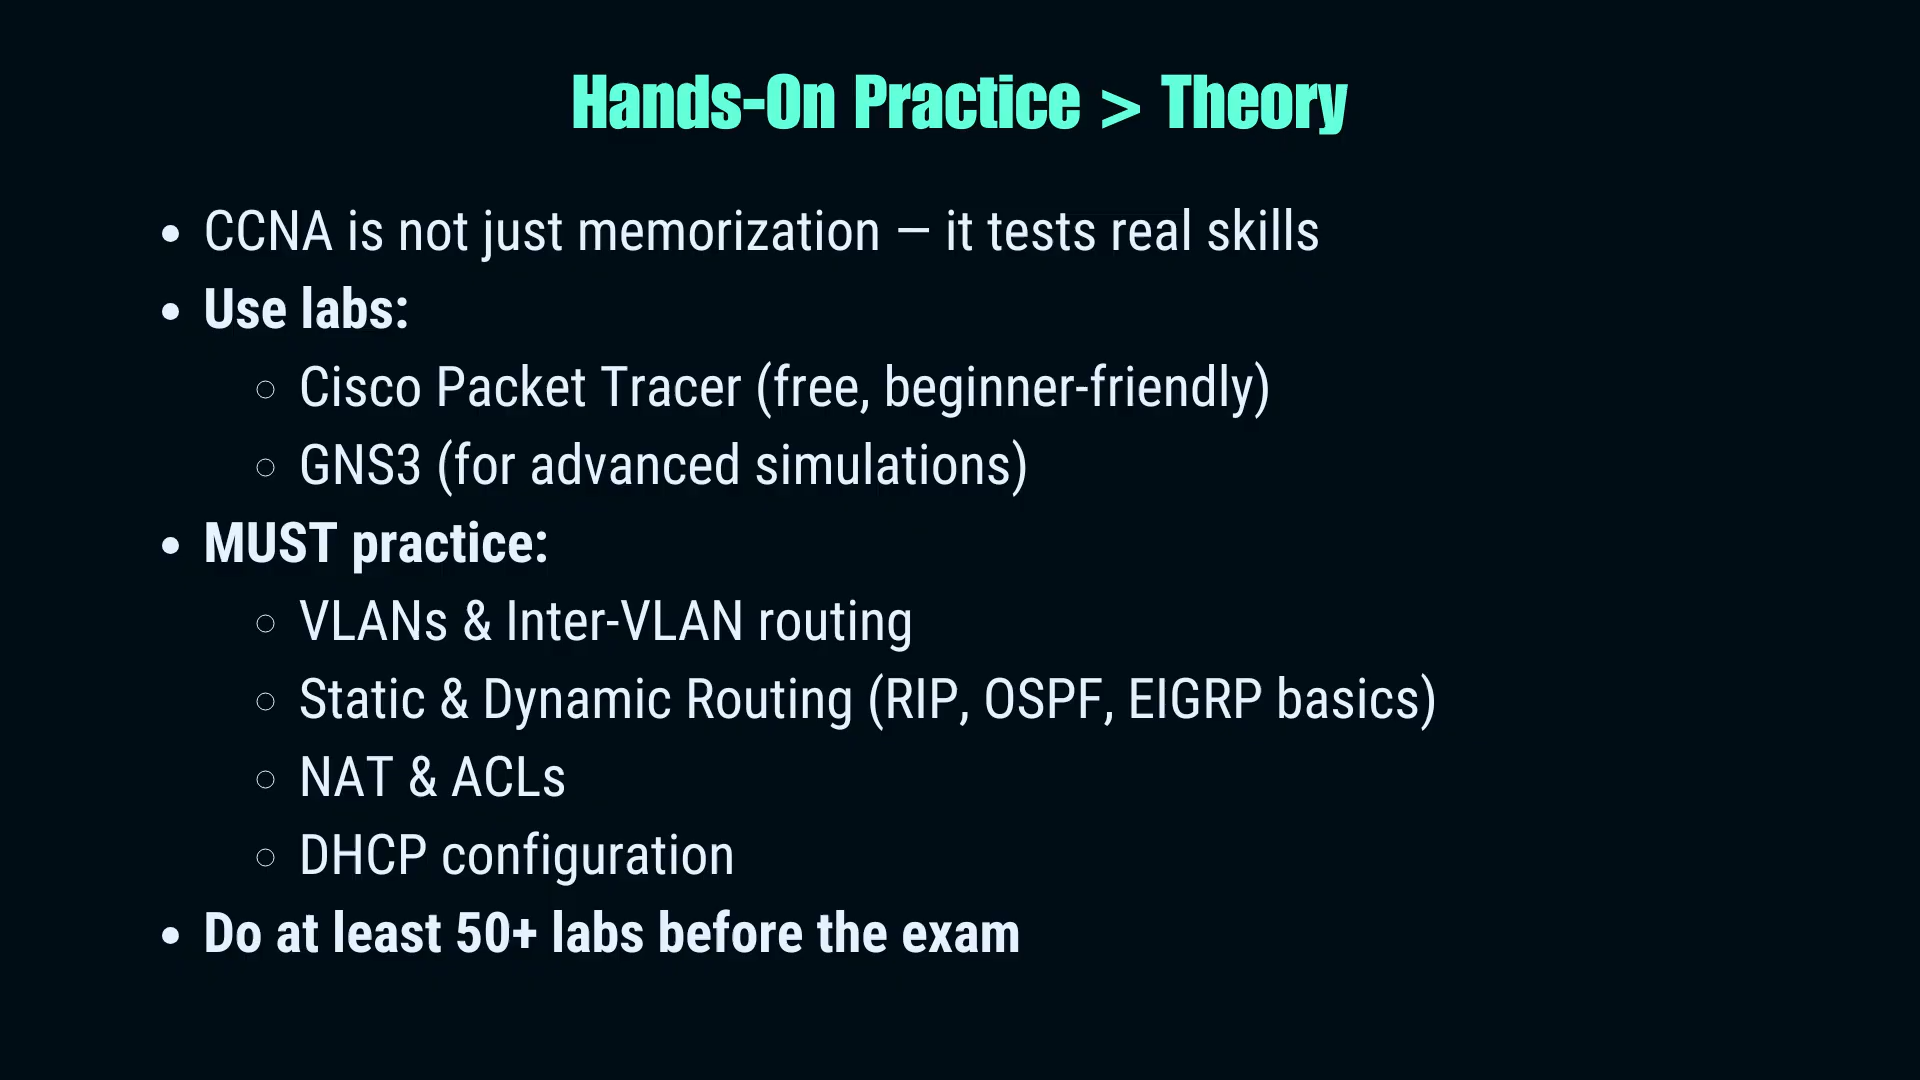 Hands-On Practice > Theory
• CCNA is not just memorization — it tests real skills
• Use labs:
○ Cisco Packet Tracer (free, beginner-friendly)
○ GNS3 (for advanced simulations)
• MUST practice:
○ VLANs & Inter-VLAN routing
○ Static & Dynamic Routing (RIP, OSPF, EIGRP basics)
○ NAT & ACLs
○ DHCP configuration
• Do at least 50+ labs before the exam